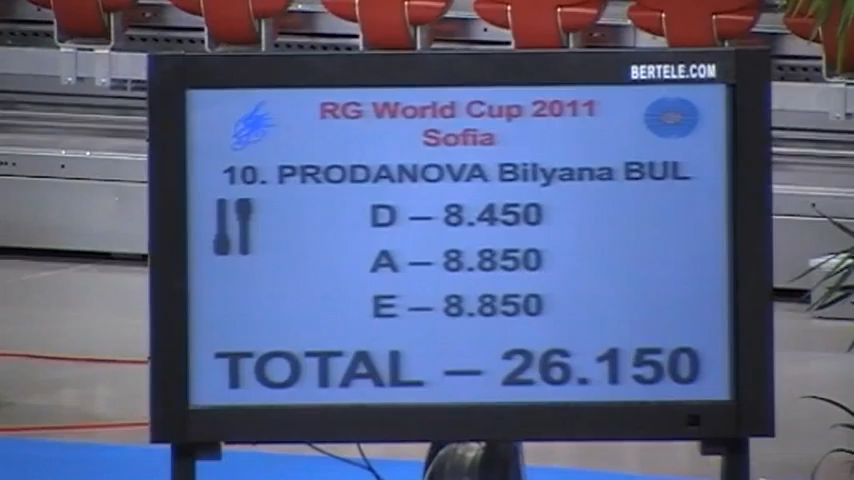 BERTELE.COM
RG World Cup 2011
Sofia
10. PRODANOVA Bilyana BUL
D – 8.450
A – 8.850
E – 8.850
TOTAL – 26.150